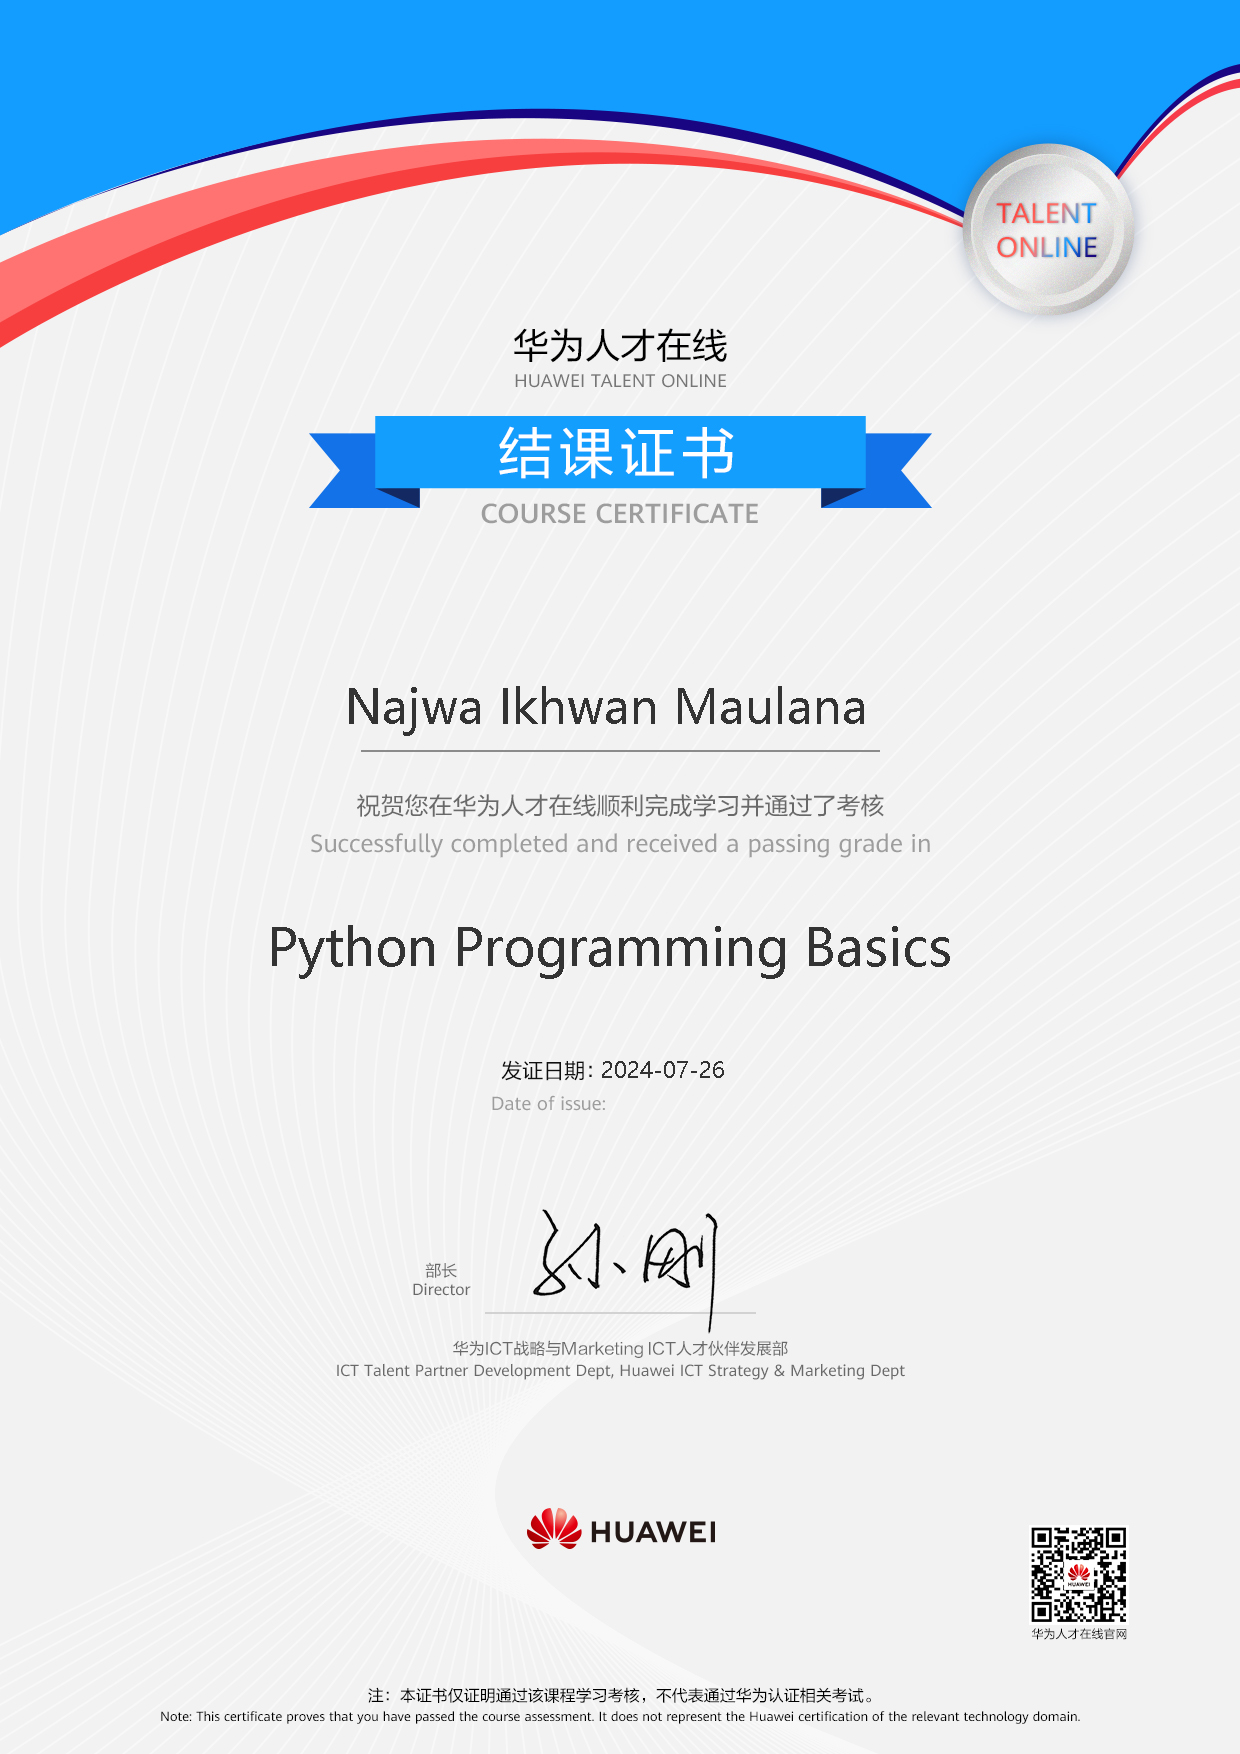 TALENT
ONLINE
华为人才在线
HUAWEI TALENT ONLINE
结课证书
COURSE CERTIFICATE
Najwa Ikhwan Maulana
祝贺您在华为人才在线顺利完成学习并通过了考核
Successfully completed and received a passing grade in
Python Programming Basics
发证日期: 2024-07-26
Date of issue:
孙刚
部长
Director
华为ICT战略与Marketing ICT人才伙伴发展部
ICT Talent Partner Development Dept, Huawei ICT Strategy & Marketing Dept
HUAWEI
HUAWEI
华为人才在线官网
注：本证书仅证明通过该课程学习考核，不代表通过华为认证相关考试。
Note: This certificate proves that you have passed the course assessment. It does not represent the Huawei certification of the relevant technology domain.